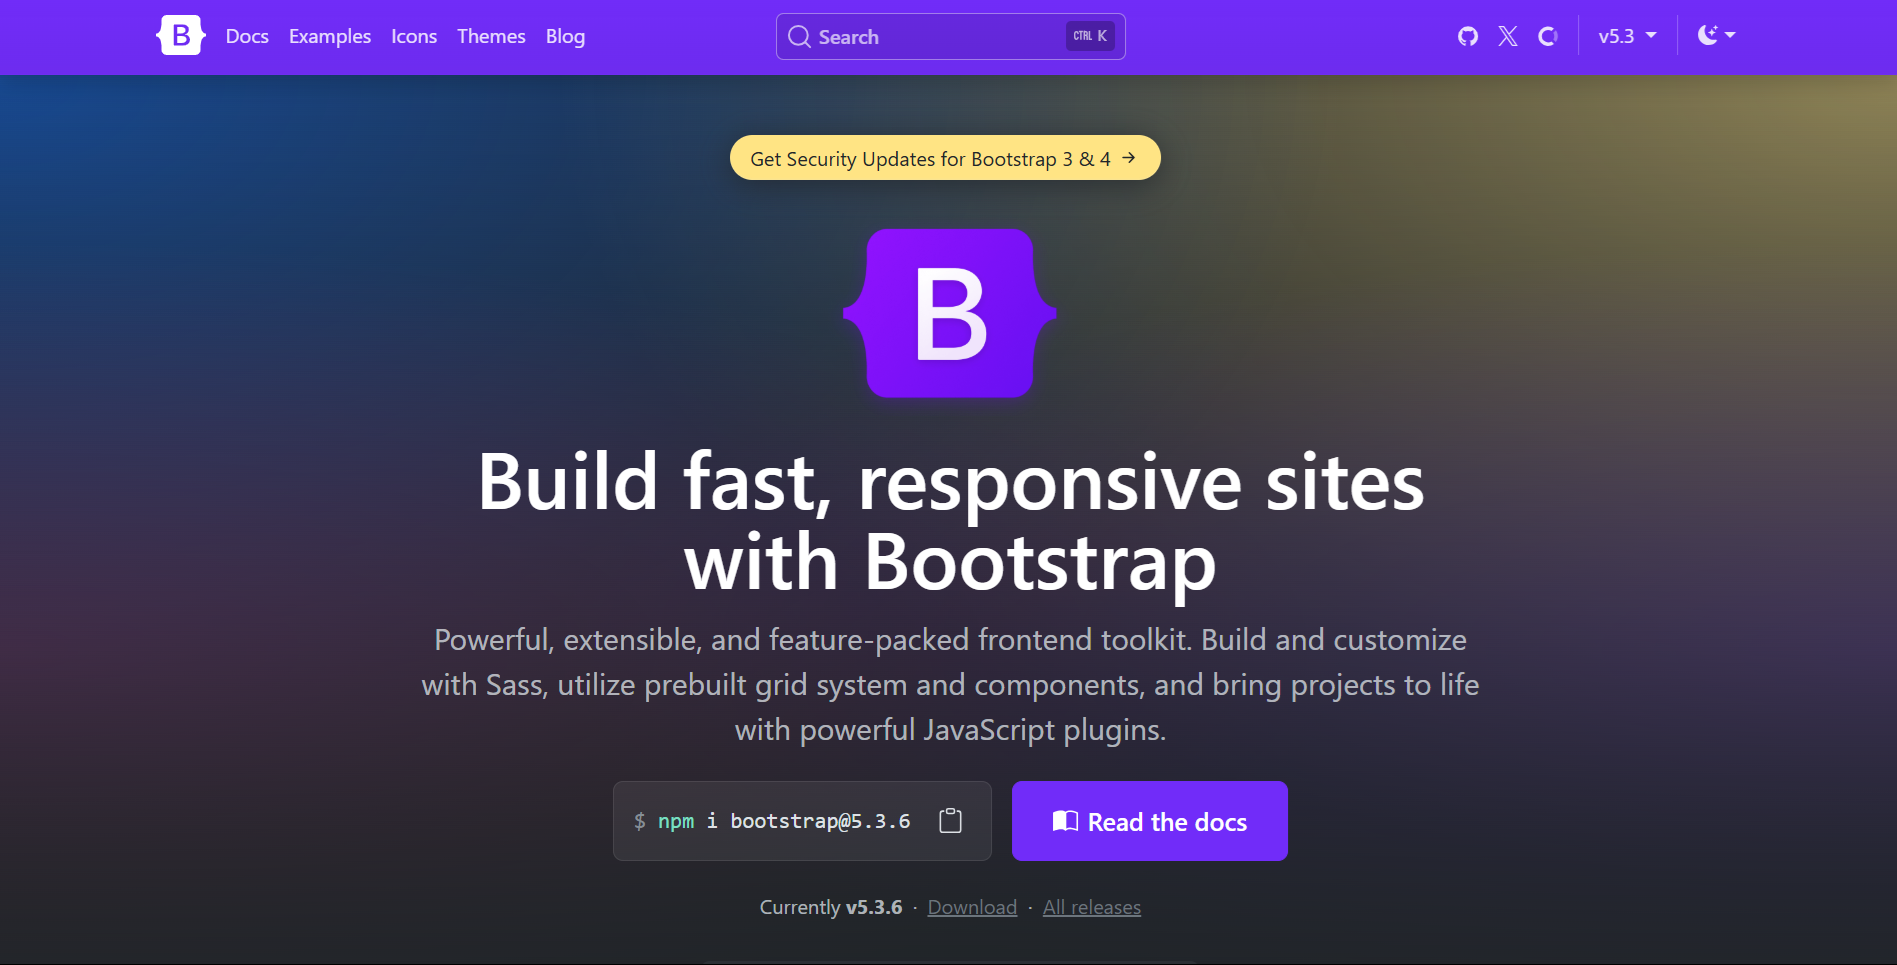 B Docs Examples Icons Themes Blog Search CTRL K v5.3
Get Security Updates for Bootstrap 3 & 4 →
B
Build fast, responsive sites
with Bootstrap
Powerful, extensible, and feature-packed frontend toolkit. Build and customize
with Sass, utilize prebuilt grid system and components, and bring projects to life
with powerful JavaScript plugins.
$ npm i bootstrap@5.3.6 Read the docs
Currently v5.3.6 · Download · All releases